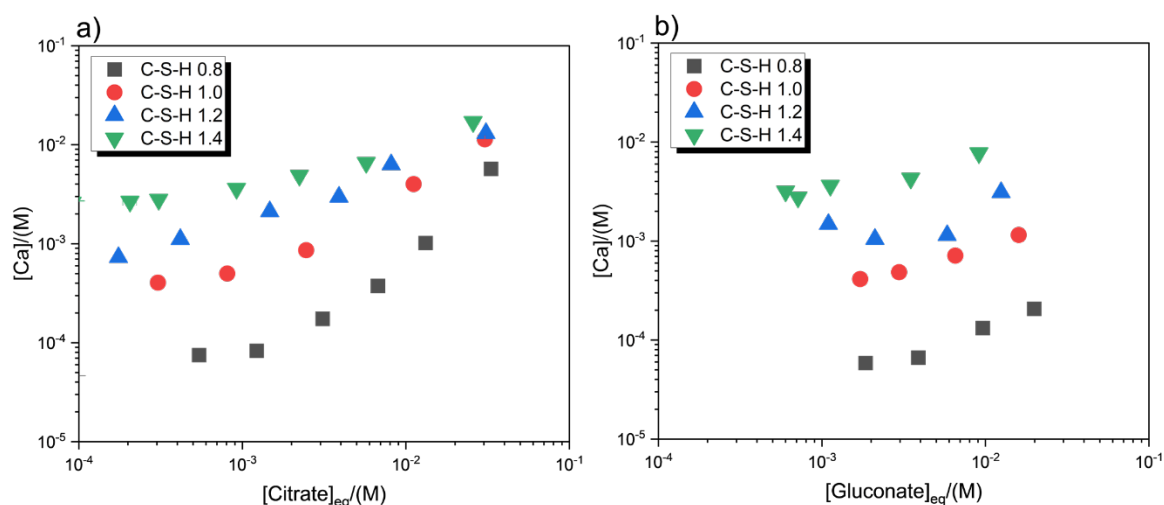 a)
C-S-H 0.8
C-S-H 1.0
C-S-H 1.2
C-S-H 1.4
10⁻¹
10⁻²
10⁻³
10⁻⁴
10⁻⁵
[Ca]/(M)
10⁻⁴ 10⁻³ 10⁻² 10⁻¹
[Citrate]eq/(M)
b)
C-S-H 0.8
C-S-H 1.0
C-S-H 1.2
C-S-H 1.4
10⁻¹
10⁻²
10⁻³
10⁻⁴
10⁻⁵
[Ca]/(M)
10⁻⁴ 10⁻³ 10⁻² 10⁻¹
[Gluconate]eq/(M)